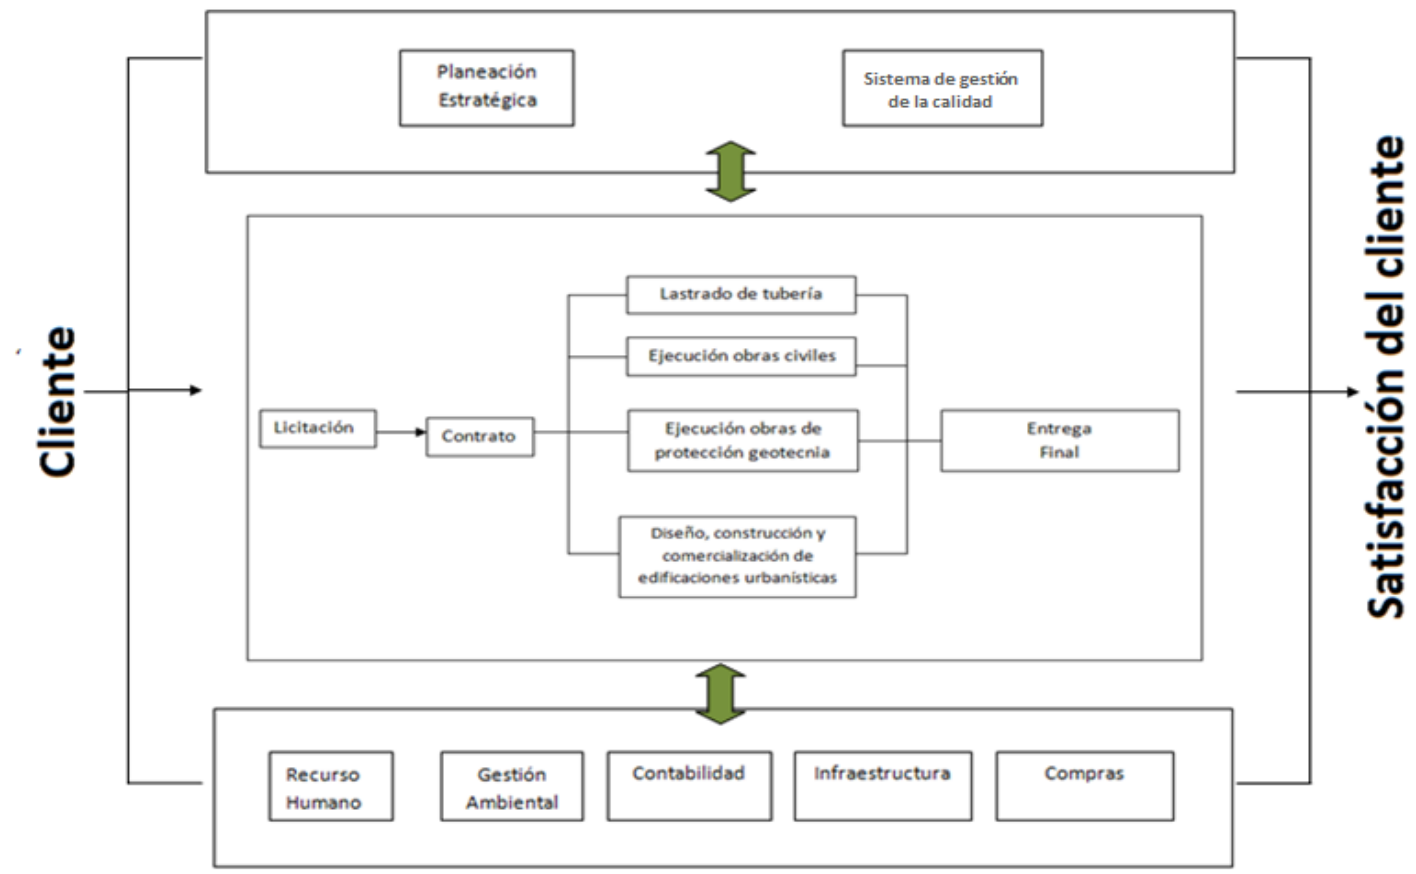 Planeación
Estratégica
Sistema de gestión
de la calidad
Cliente
Licitación
Contrato
Lastrado de tubería
Ejecución obras civiles
Ejecución obras de
protección geotecnia
Diseño, construcción y
comercialización de
edificaciones urbanísticas
Entrega
Final
Satisfacción del cliente
Recurso
Humano
Gestión
Ambiental
Contabilidad
Infraestructura
Compras